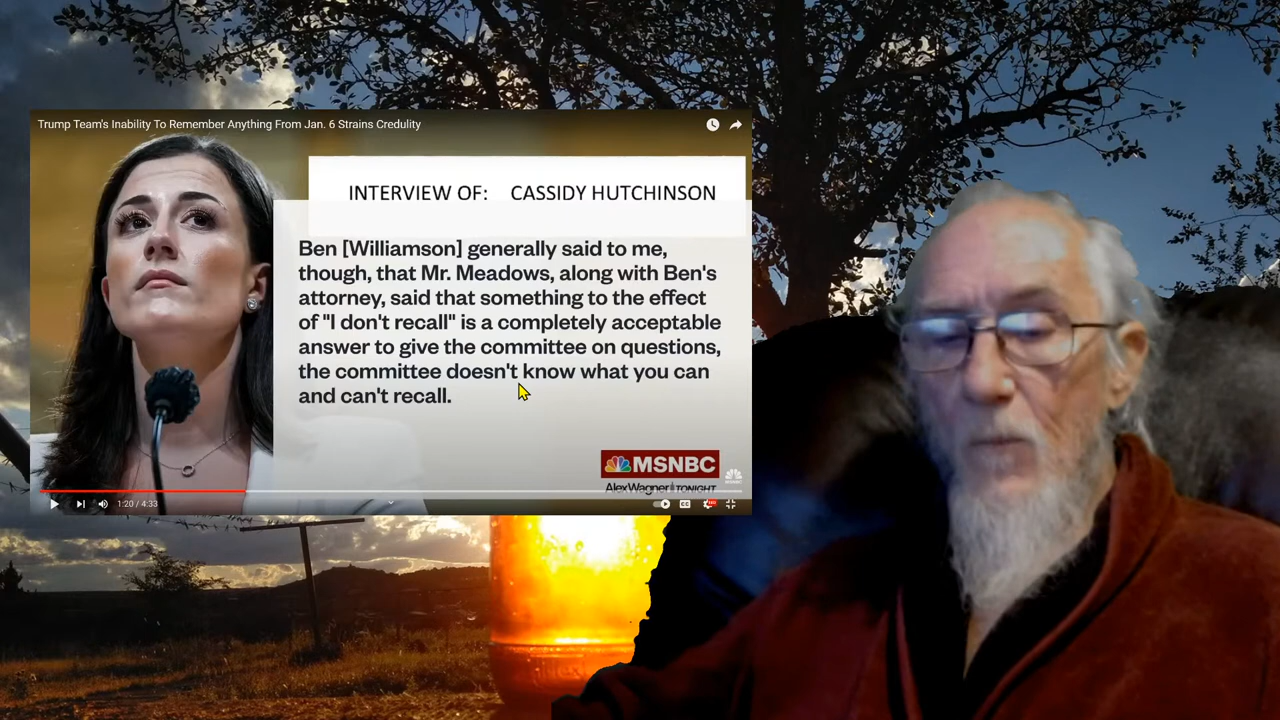 Trump Team's Inability To Remember Anything From Jan. 6 Strains Credulity
INTERVIEW OF: CASSIDY HUTCHINSON
Ben [Williamson] generally said to me,
though, that Mr. Meadows, along with Ben's
attorney, said that something to the effect
of "I don't recall" is a completely acceptable
answer to give the committee on questions,
the committee doesn't know what you can
and can't recall.
MSNBC
AlexWagner TONIGHT
1:20 / 4:33
CC